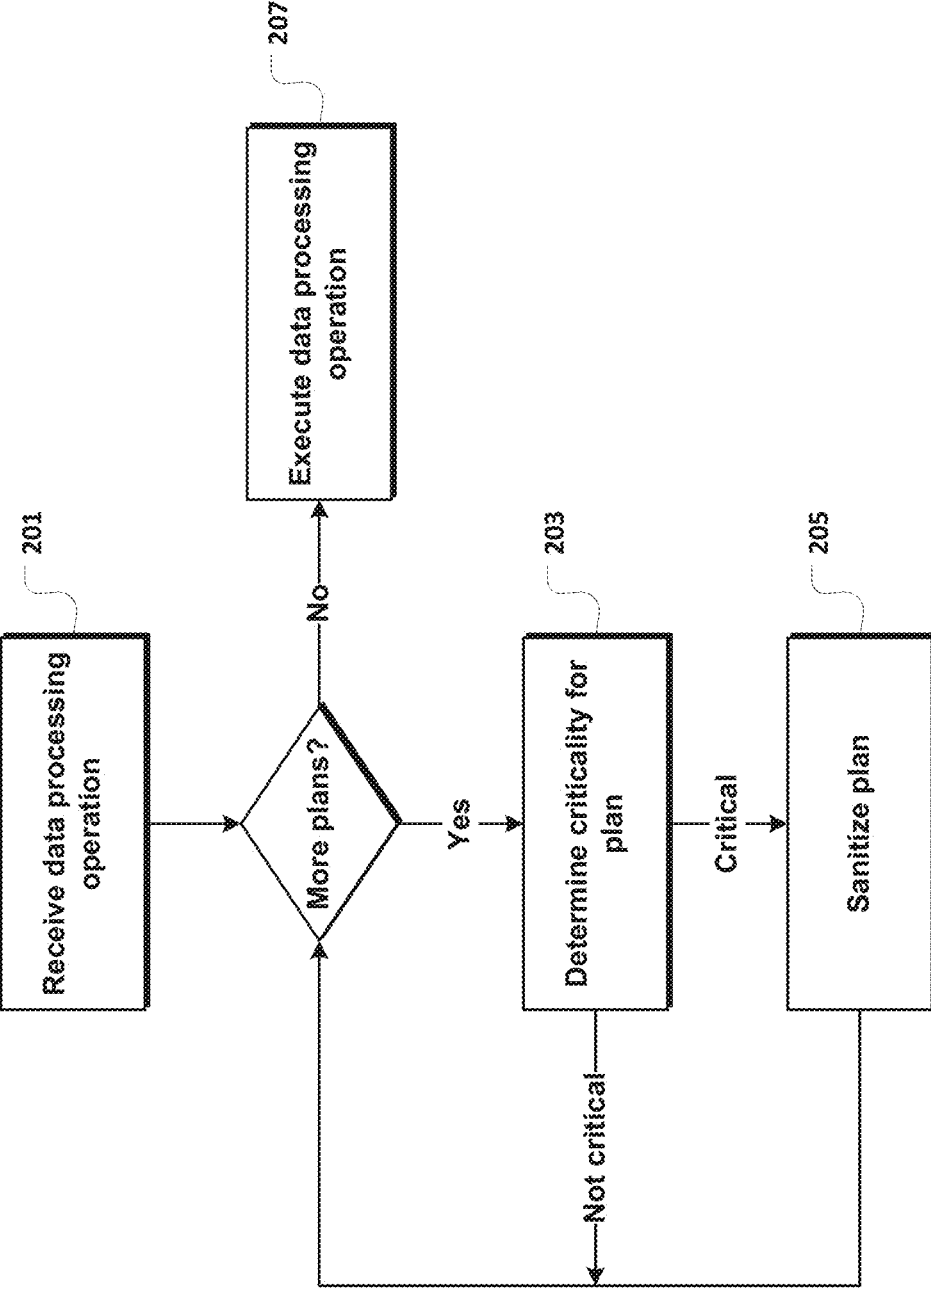 201
Receive data processing
operation
More plans?
No
207
Execute data processing
operation
Yes
203
Determine criticality for
plan
Not critical
Critical
205
Sanitize plan